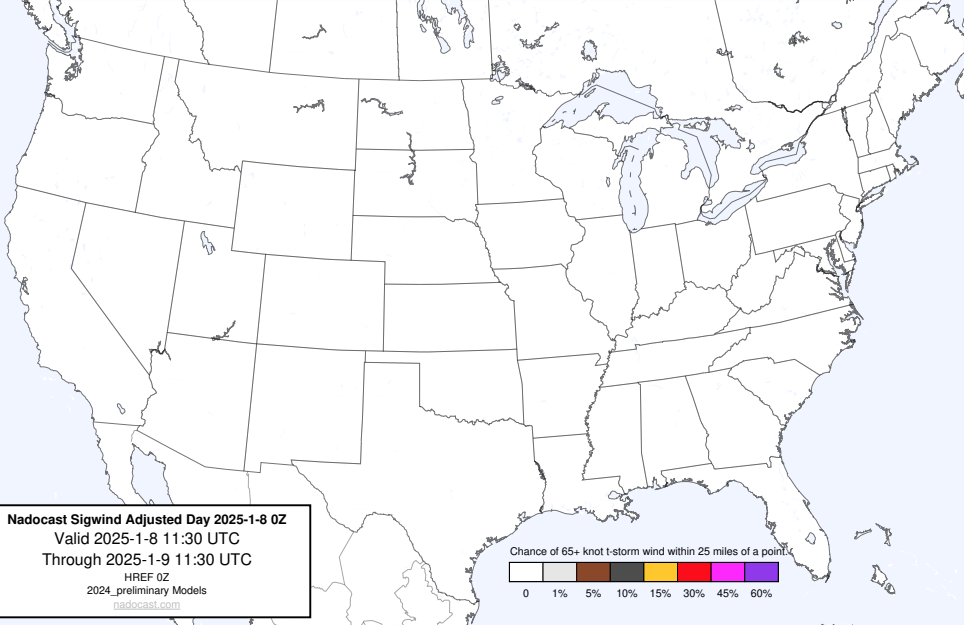 Nadocast Sigwind Adjusted Day 2025-1-8 0Z
Valid 2025-1-8 11:30 UTC
Through 2025-1-9 11:30 UTC
HREF 0Z
2024_preliminary Models
nadocast.com
Chance of 65+ knot t-storm wind within 25 miles of a point.
0 1% 5% 10% 15% 30% 45% 60%